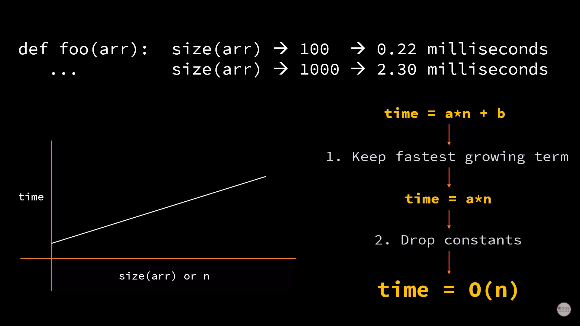 def foo(arr): size(arr) → 100 → 0.22 milliseconds
... size(arr) → 1000 → 2.30 milliseconds
time = a*n + b
1. Keep fastest growing term
time = a*n
2. Drop constants
time = O(n)
time
size(arr) or n